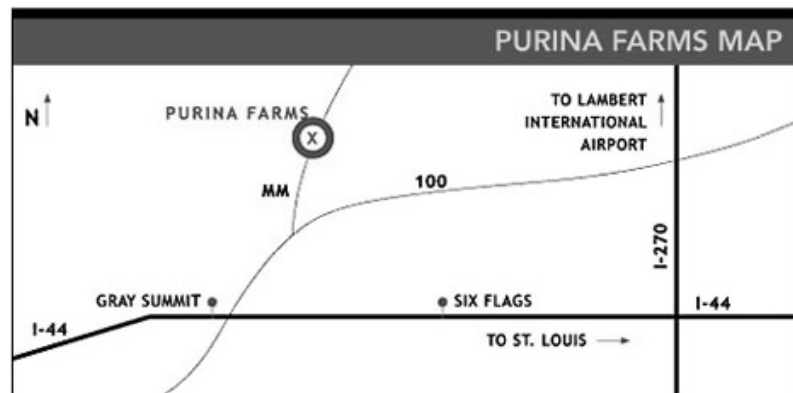 PURINA FARMS MAP
N
PURINA FARMS
X
TO LAMBERT
INTERNATIONAL
AIRPORT
MM
100
I-270
GRAY SUMMIT
SIX FLAGS
I-44
I-44
TO ST. LOUIS